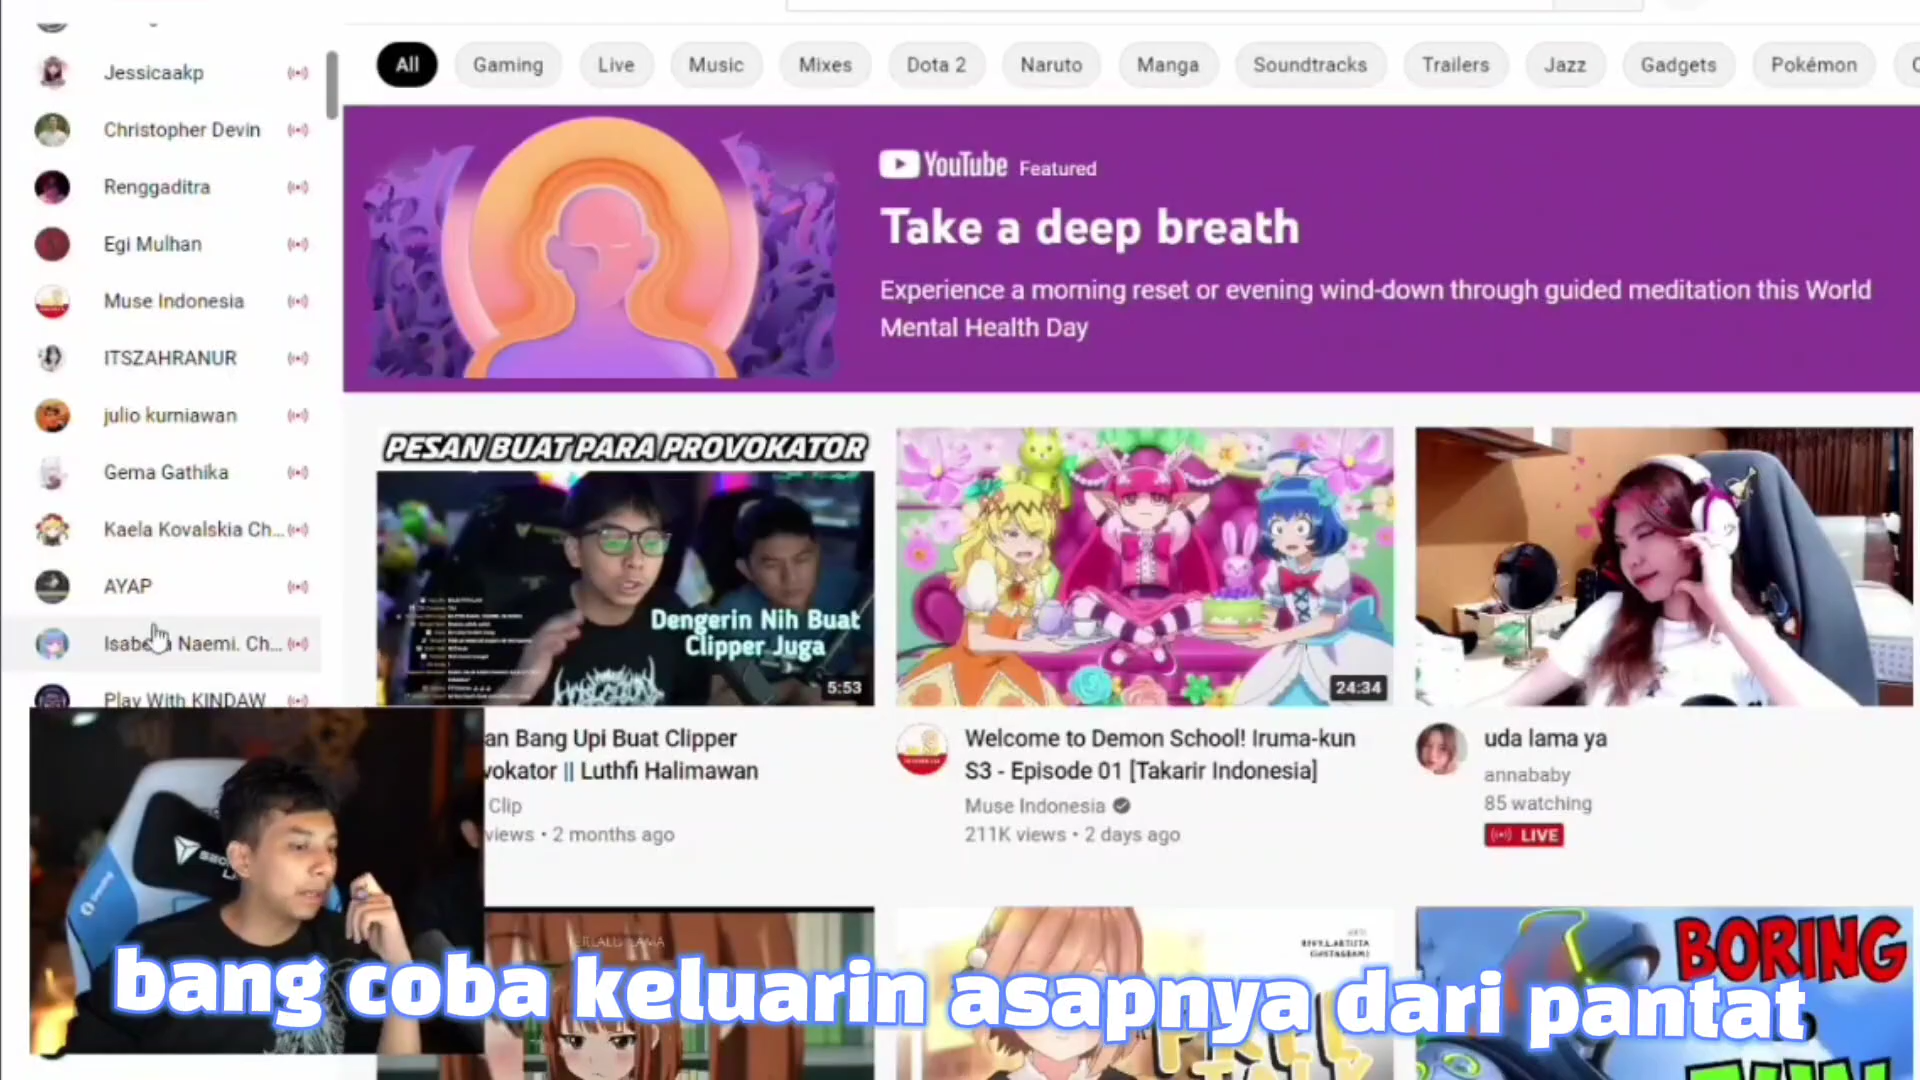 Jessicaakp
Christopher Devin
Renggaditra
Egi Mulhan
Muse Indonesia
ITSZAHRANUR
julio kurniawan
Gema Gathika
Kaela Kovalskia Ch...
AYAP
Naemi. Ch...
Play With KINDAW
All
Gaming
Live
Music
Mixes
Dota 2
Naruto
Manga
Soundtracks
Trailers
Jazz
Gadgets
Pokémon
YouTube Featured
Take a deep breath
Experience a morning reset or evening wind-down through guided meditation this World
Mental Health Day
PESAN BUAT PARA PROVOKATOR
Dengerin Nih Buat
Clipper Juga
5:53
24:34
an Bang Upi Buat Clipper
vokator || Luthfi Halimawan
Clip
views • 2 months ago
Welcome to Demon School! Iruma-kun
S3 - Episode 01 [Takarir Indonesia]
Muse Indonesia
211K views • 2 days ago
uda lama ya
annababy
85 watching
LIVE
BORING
bang coba keluarin asapnya dari pantat